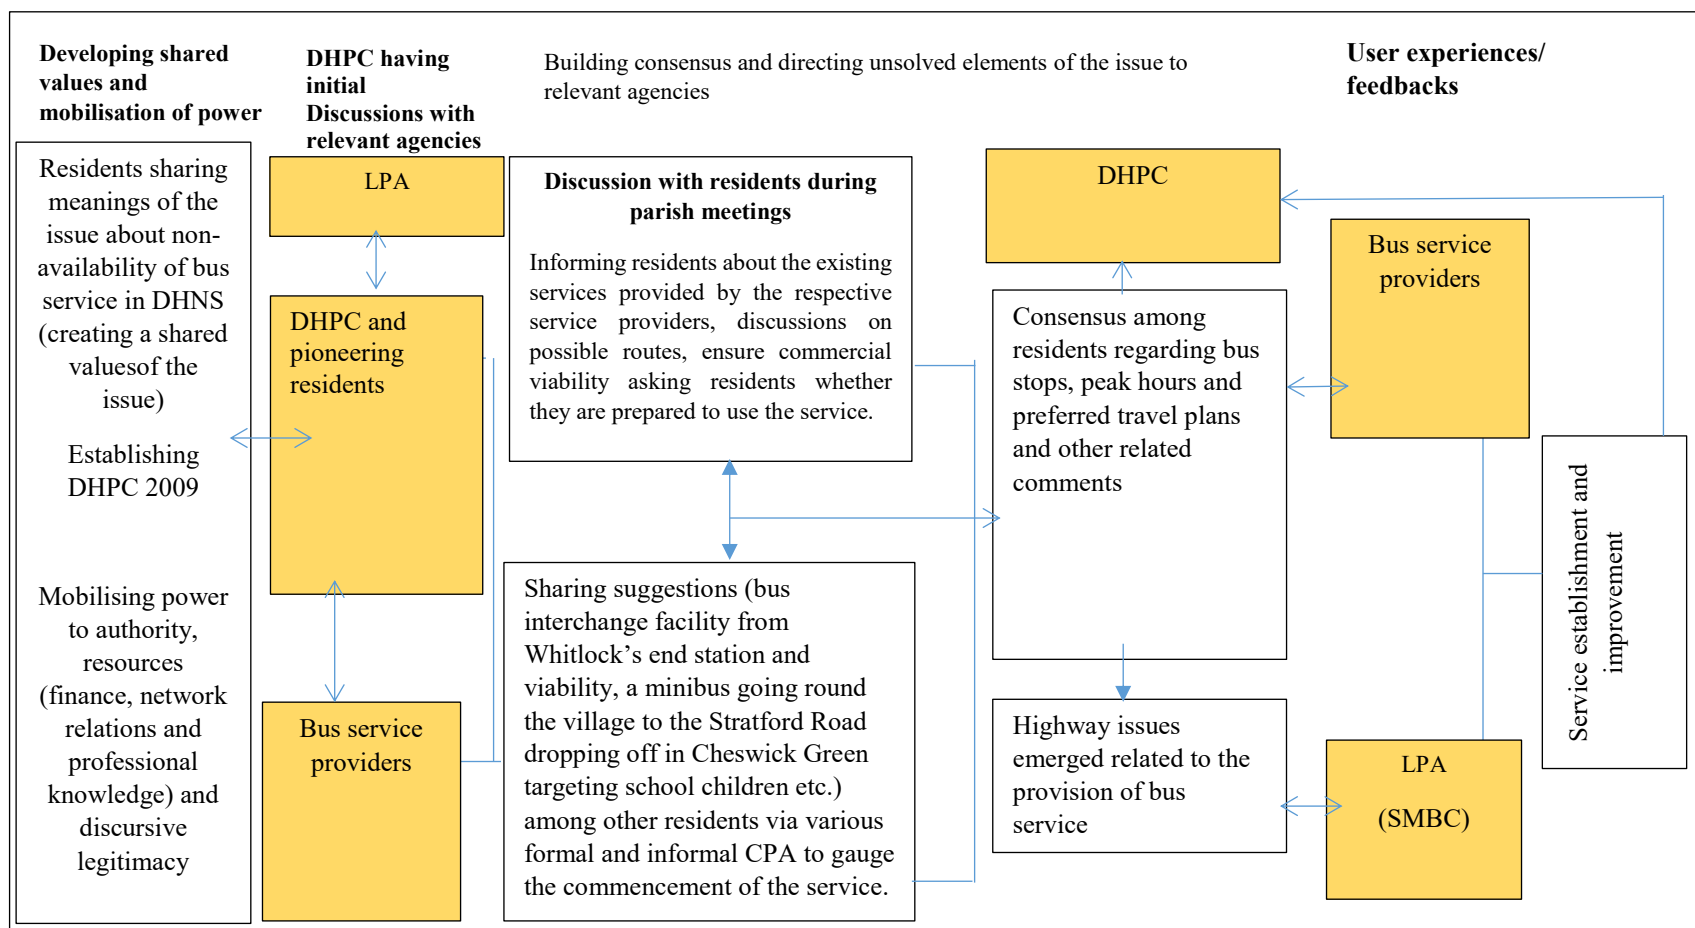 Developing shared
values and
mobilisation of power
DHPC having
initial
Discussions with
relevant agencies
Building consensus and directing unsolved elements of the issue to
relevant agencies
User experiences/
feedbacks
Residents sharing
meanings of the
issue about non-
availability of bus
service in DHNS
(creating a shared
valuesof the
issue)
Establishing
DHPC 2009
Mobilising power
to authority,
resources
(finance, network
relations and
professional
knowledge) and
discursive
legitimacy
LPA
DHPC and
pioneering
residents
Bus service
providers
Discussion with residents during
parish meetings
Informing residents about the existing
services provided by the respective
service providers, discussions on
possible routes, ensure commercial
viability asking residents whether
they are prepared to use the service.
Sharing suggestions (bus
interchange facility from
Whitlock’s end station and
viability, a minibus going round
the village to the Stratford Road
dropping off in Cheswick Green
targeting school children etc.)
among other residents via various
formal and informal CPA to gauge
the commencement of the service.
DHPC
Consensus among
residents regarding bus
stops, peak hours and
preferred travel plans
and other related
comments
Highway issues
emerged related to the
provision of bus
service
Bus service
providers
LPA
(SMBC)
Service establishment and
improvement